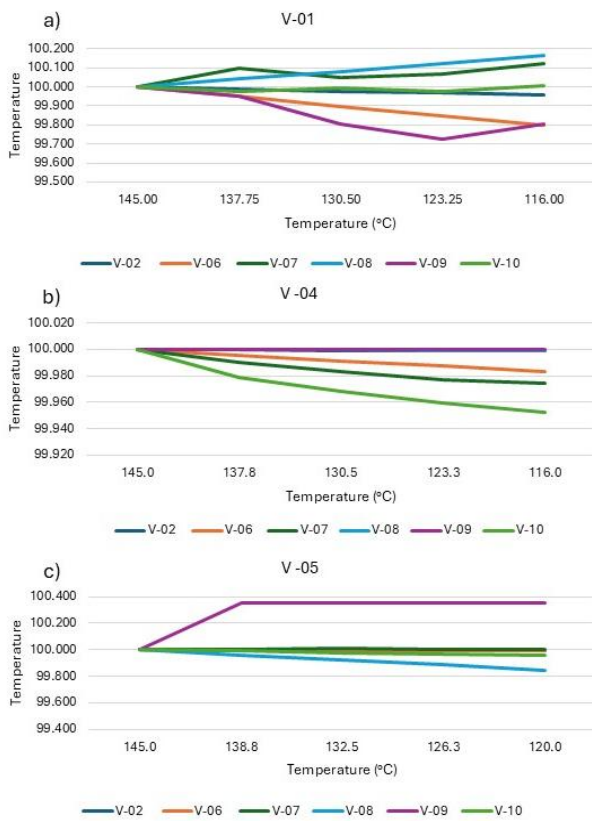 a) V-01
100.200
100.100
100.000
99.900
99.800
99.700
99.600
99.500
Temperature
145.00 137.75 130.50 123.25 116.00
Temperature (°C)
V-02 V-06 V-07 V-08 V-09 V-10
b) V -04
100.020
100.000
99.980
99.960
99.940
99.920
Temperature
145.0 137.8 130.5 123.3 116.0
Temperature (°C)
V-02 V-06 V-07 V-08 V-09 V-10
c) V -05
100.400
100.200
100.000
99.800
99.600
99.400
Temperature
145.0 138.8 132.5 126.3 120.0
Temperature (°C)
V-02 V-06 V-07 V-08 V-09 V-10